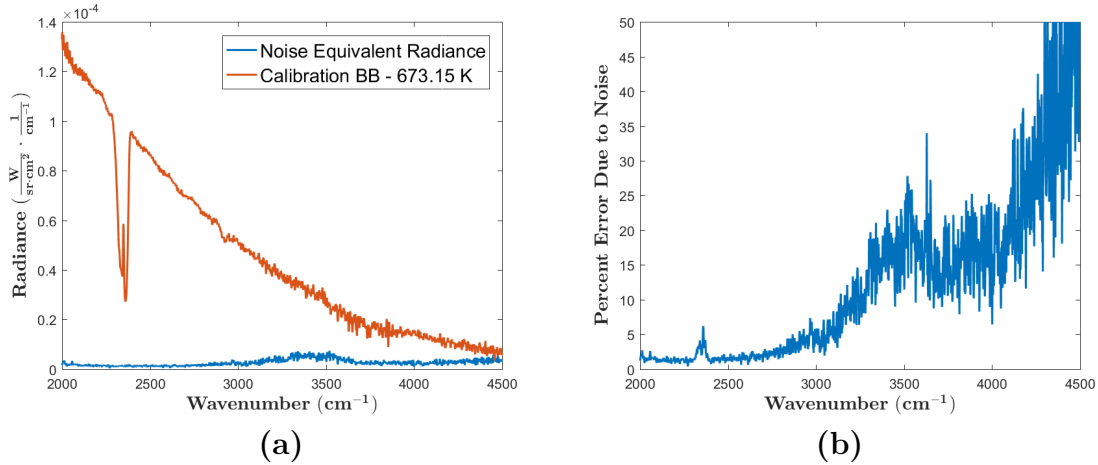 ×10⁻⁴
1.4
1.2
1
0.8
0.6
0.4
0.2
0
Radiance (W/sr·cm² · 1/cm⁻¹)
Noise Equivalent Radiance
Calibration BB - 673.15 K
2000 2500 3000 3500 4000 4500
Wavenumber (cm⁻¹)
(a)
50
45
40
35
30
25
20
15
10
5
0
Percent Error Due to Noise
2000 2500 3000 3500 4000 4500
Wavenumber (cm⁻¹)
(b)